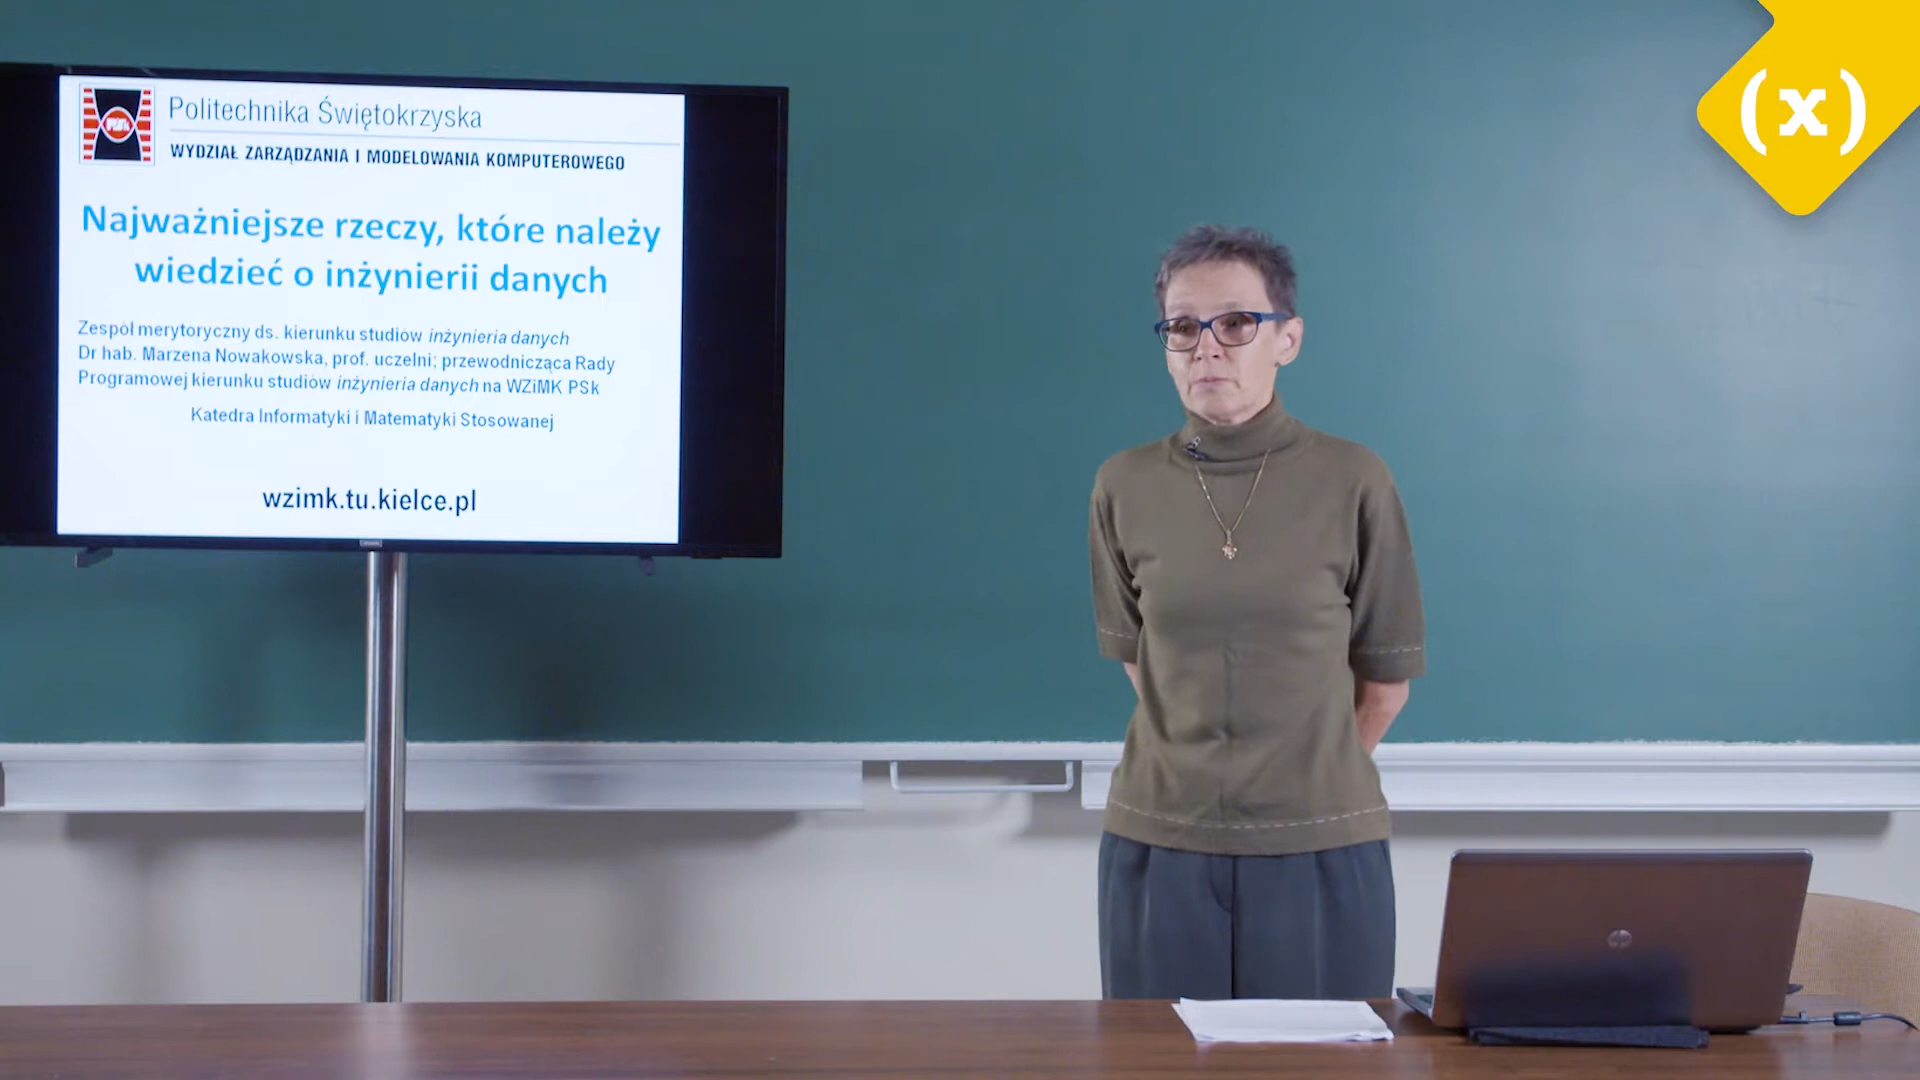 Politechnika Świętokrzyska
WYDZIAŁ ZARZĄDZANIA I MODELOWANIA KOMPUTEROWEGO
Najważniejsze rzeczy, które należy
wiedzieć o inżynierii danych
Zespół merytoryczny ds. kierunku studiów inżynieria danych
Dr hab. Marzena Nowakowska, prof. uczelni; przewodnicząca Rady
Programowej kierunku studiów inżynieria danych na WZiMK PSk
Katedra Informatyki i Matematyki Stosowanej
wzimk.tu.kielce.pl
(x)
hp